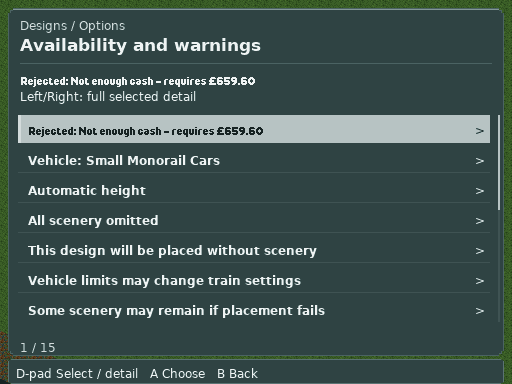 Designs / Options
Availability and warnings
Rejected: Not enough cash - requires £659.60
Left/Right: full selected detail
Rejected: Not enough cash - requires £659.60 >
Vehicle: Small Monorail Cars >
Automatic height >
All scenery omitted >
This design will be placed without scenery >
Vehicle limits may change train settings >
Some scenery may remain if placement fails >
1 / 15
D-pad Select / detail A Choose B Back